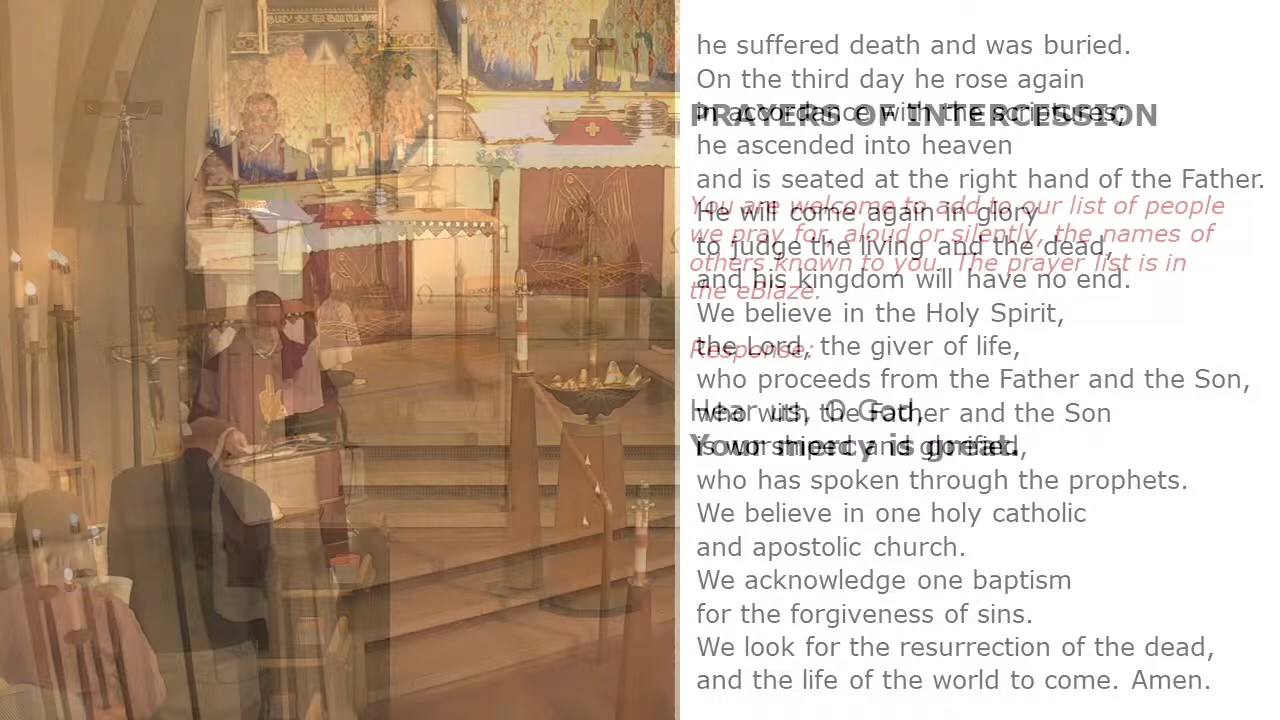 he suffered death and was buried.
On the third day he rose again
in accordance with the scriptures;
PRAYERS OF INTERCESSION
he ascended into heaven
and is seated at the right hand of the Father.
You are welcome to add to our list of people
He will come again in glory
we pray for, aloud or silently, the names of
to judge the living and the dead,
others known to you. The prayer list is in
and his kingdom will have no end.
the eBlaze.
We believe in the Holy Spirit,
the Lord, the giver of life,
Response:
who proceeds from the Father and the Son,
Hear us, O God,
who with the Father and the Son
Your mercy is great.
is worshiped and glorified,
who has spoken through the prophets.
We believe in one holy catholic
and apostolic church.
We acknowledge one baptism
for the forgiveness of sins.
We look for the resurrection of the dead,
and the life of the world to come. Amen.